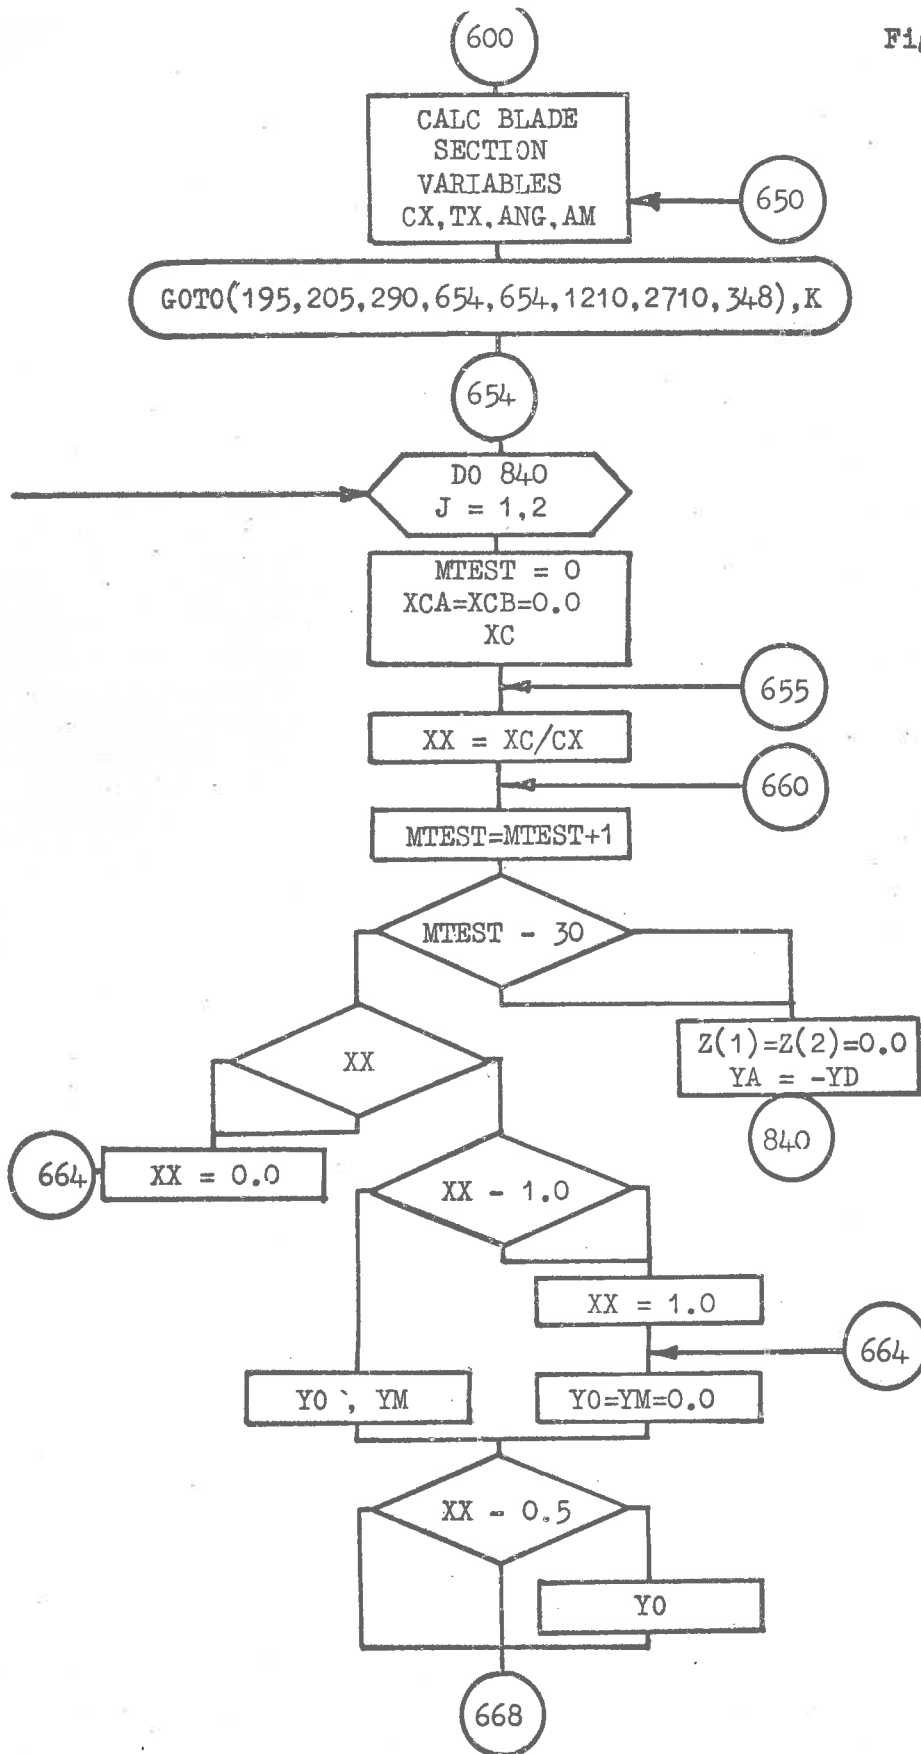 600
CALC BLADE
SECTION
VARIABLES
CX,TX,ANG,AM
650
GOTO(195,205,290,654,654,1210,2710,348),K
654
DO 840
J = 1,2
MTEST = 0
XCA=XCB=0.0
XC
655
XX = XC/CX
660
MTEST=MTEST+1
MTEST - 30
XX
Z(1)=Z(2)=0.0
YA = -YD
840
664
XX = 0.0
XX - 1.0
XX = 1.0
664
YO, YM
YO=YM=0.0
XX - 0.5
YO
668